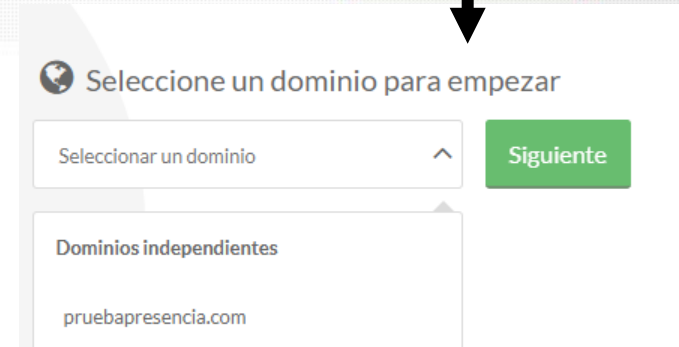 Seleccione un dominio para empezar
Seleccionar un dominio
Siguiente
Dominios independientes
pruebapresencia.com